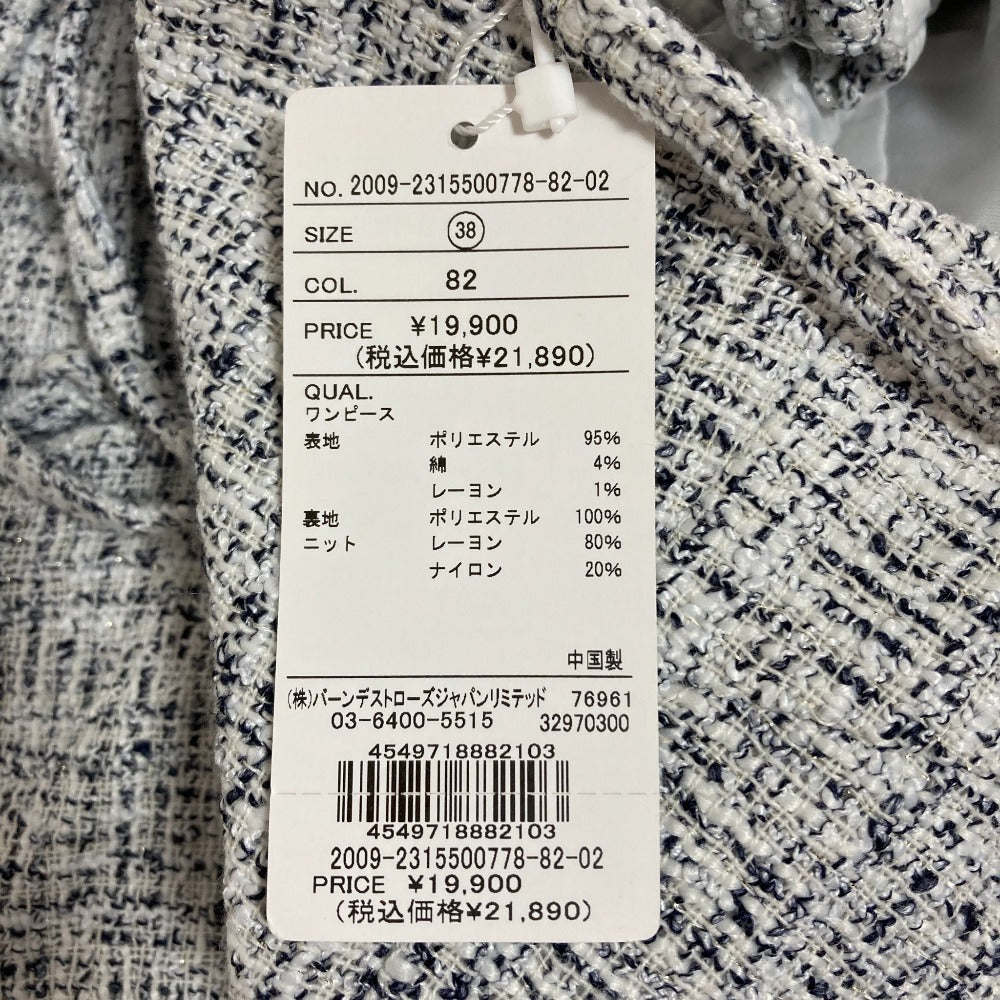 NO. 2009-2315500778-82-02
SIZE 38
COL. 82
PRICE ¥19,900
(税込価格¥21,890)
QUAL.
ワンピース
表地 ポリエステル 95%
綿 4%
レーヨン 1%
裏地 ポリエステル 100%
ニット レーヨン 80%
ナイロン 20%
中国製
(株)バーンデストローズジャパンリミテッド 76961
03-6400-5515 32970300
4549718882103
4549718882103
2009-2315500778-82-02
PRICE ¥19,900
(税込価格¥21,890)